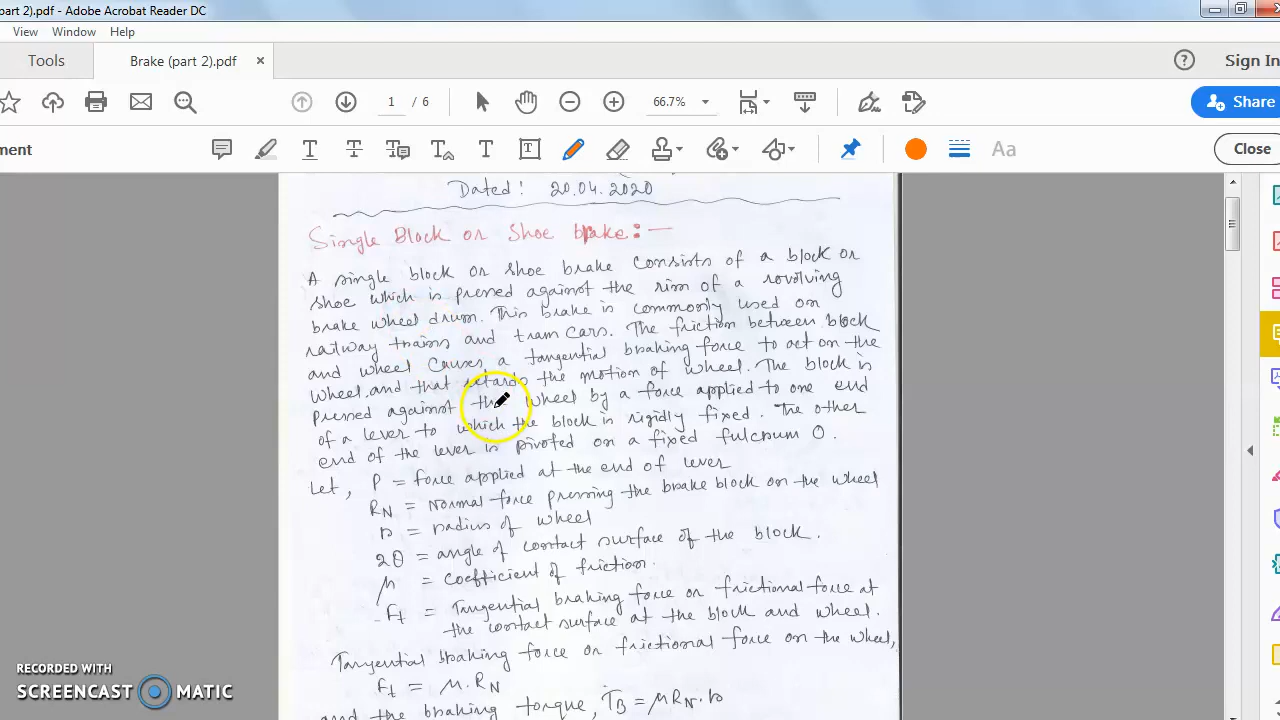 part 2).pdf - Adobe Acrobat Reader DC
View Window Help
Tools Brake (part 2).pdf × Sign In
1 / 6 66.7% Share
ment Aa Close
Dated : 20.04.2020
Single Block or Shoe brake :—
A single block or shoe brake consists of a block or
shoe which is pressed against the rim of a revolving
brake wheel drum. This brake is commonly used on
railway trains and tram cars. The friction between block
and wheel causes a tangential braking force to act on the
wheel, and that retards the motion of wheel. The block is
pressed against the wheel by a force applied to one end
of a lever to which the block is rigidly fixed. The other
end of the lever is pivoted on a fixed fulcrum O.
Let, P = force applied at the end of lever
RN = Normal force pressing the brake block on the wheel
r = radius of wheel
2θ = angle of contact surface of the block.
μ = coefficient of friction.
Ft = Tangential braking force or frictional force at
the contact surface at the block and wheel.
Tangential braking force or frictional force on the wheel,
Ft = μ. RN
and the braking torque, TB = μRN. r
RECORDED WITH
SCREENCAST MATIC